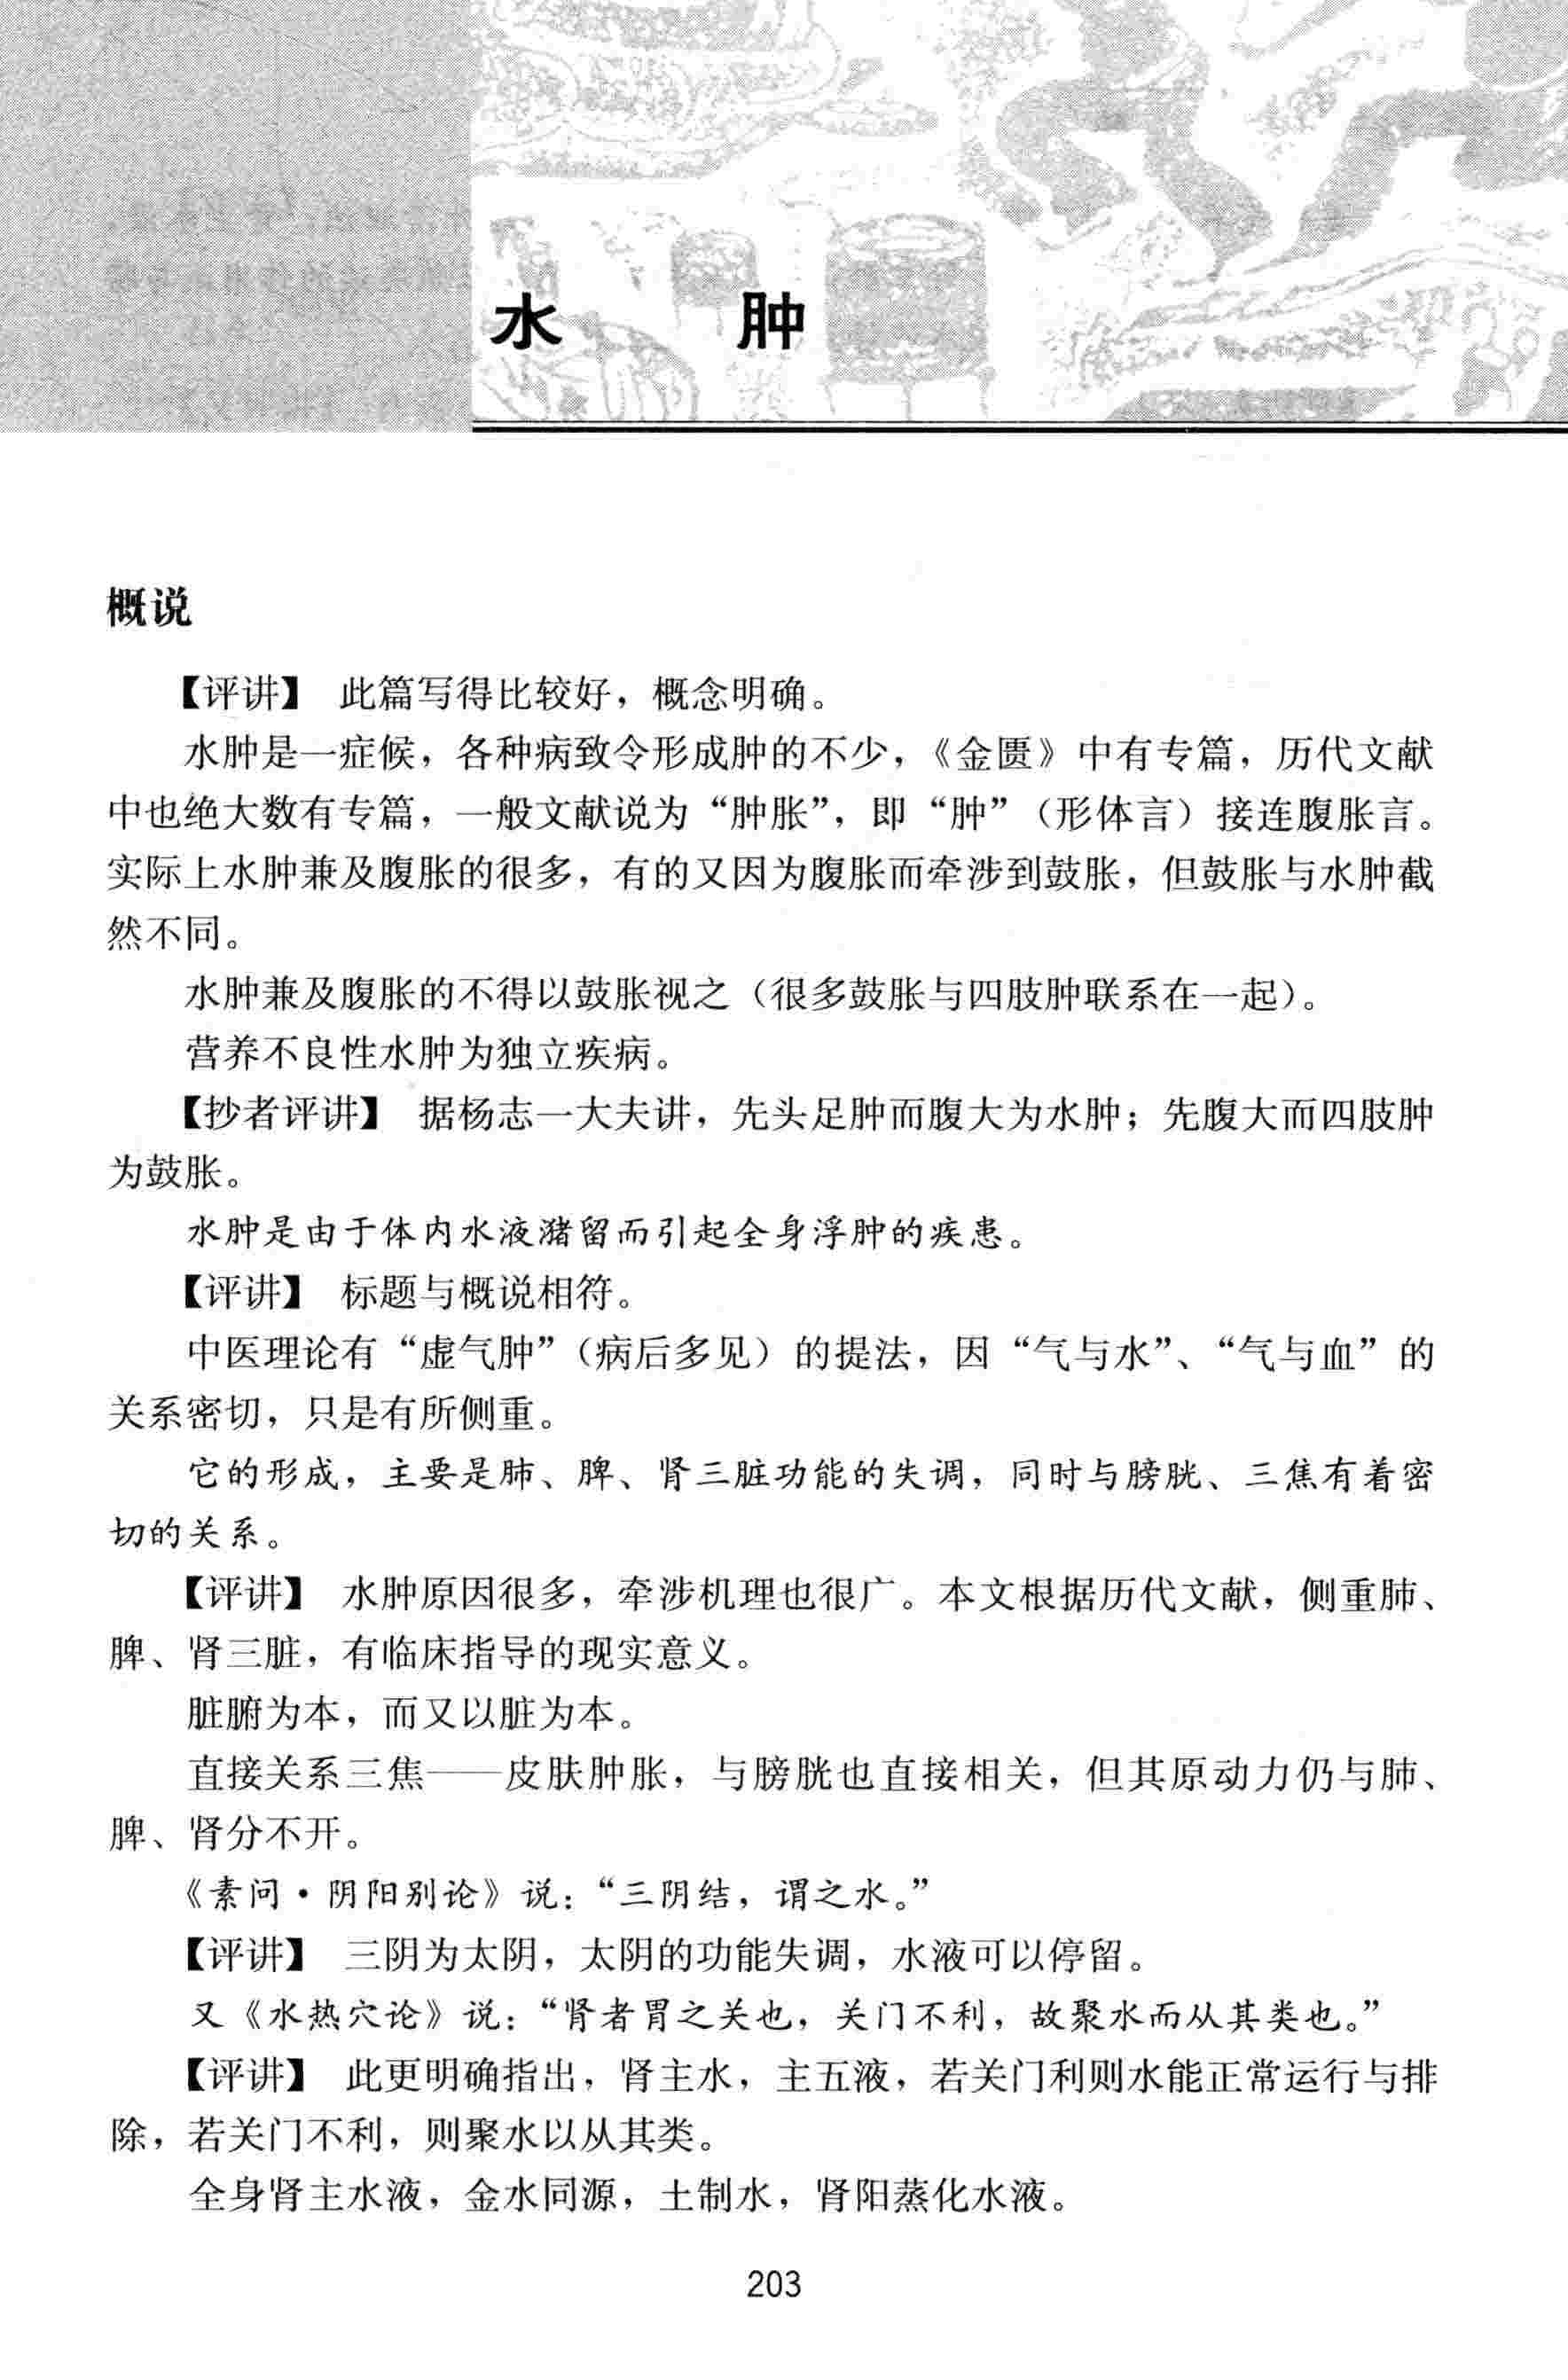 水 肿
概说
【评讲】 此篇写得比较好，概念明确。
水肿是一症候，各种病致令形成肿的不少，《金匮》中有专篇，历代文献
中也绝大数有专篇，一般文献说为“肿胀”，即“肿”（形体言）接连腹胀言。
实际上水肿兼及腹胀的很多，有的又因为腹胀而牵涉到鼓胀，但鼓胀与水肿截
然不同。
水肿兼及腹胀的不得以鼓胀视之（很多鼓胀与四肢肿联系在一起）。
营养不良性水肿为独立疾病。
【抄者评讲】 据杨志一大夫讲，先头足肿而腹大为水肿；先腹大而四肢肿
为鼓胀。
水肿是由于体内水液潴留而引起全身浮肿的疾患。
【评讲】 标题与概说相符。
中医理论有“虚气肿”（病后多见）的提法，因“气与水”、“气与血”的
关系密切，只是有所侧重。
它的形成，主要是肺、脾、肾三脏功能的失调，同时与膀胱、三焦有着密
切的关系。
【评讲】 水肿原因很多，牵涉机理也很广。本文根据历代文献，侧重肺、
脾、肾三脏，有临床指导的现实意义。
脏腑为本，而又以脏为本。
直接关系三焦——皮肤肿胀，与膀胱也直接相关，但其原动力仍与肺、
脾、肾分不开。
《素问·阴阳别论》说：“三阴结，谓之水。”
【评讲】 三阴为太阴，太阴的功能失调，水液可以停留。
又《水热穴论》说：“肾者胃之关也，关门不利，故聚水而从其类也。”
【评讲】 此更明确指出，肾主水，主五液，若关门利则水能正常运行与排
除，若关门不利，则聚水以从其类。
全身肾主水液，金水同源，土制水，肾阳蒸化水液。
203